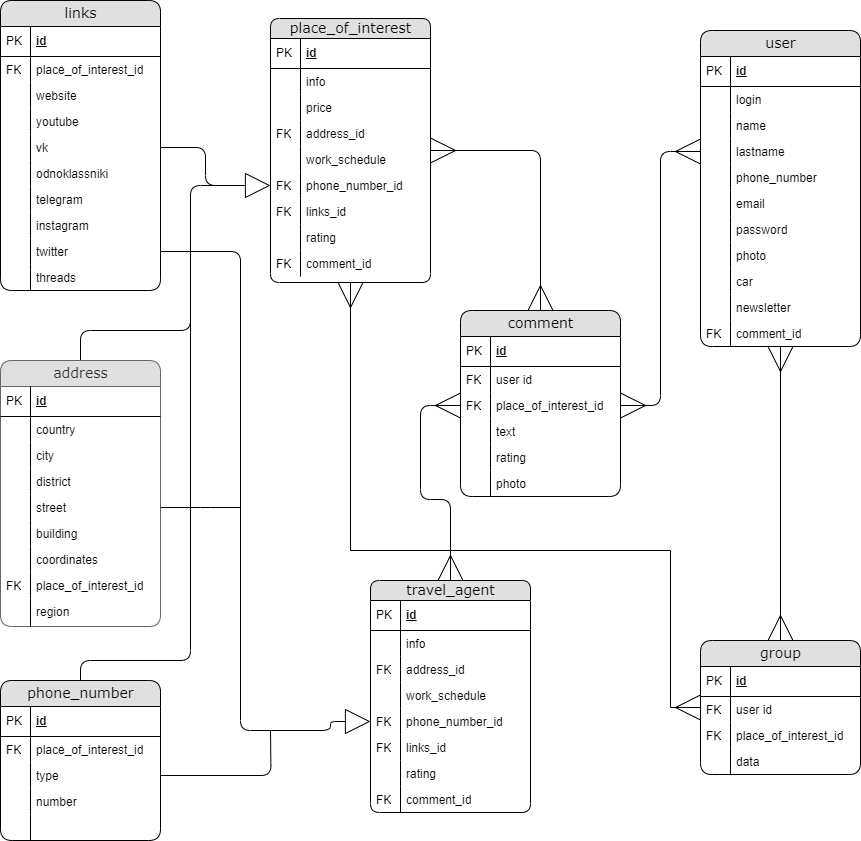 links
PK id
FK place_of_interest_id
website
youtube
vk
odnoklassniki
telegram
instagram
twitter
threads
place_of_interest
PK id
info
price
FK address_id
work_schedule
FK phone_number_id
FK links_id
rating
FK comment_id
user
PK id
login
name
lastname
phone_number
email
password
photo
car
newsletter
FK comment_id
comment
PK id
FK user id
FK place_of_interest_id
text
rating
photo
address
PK id
country
city
district
street
building
coordinates
FK place_of_interest_id
region
phone_number
PK id
FK place_of_interest_id
type
number
travel_agent
PK id
info
FK address_id
work_schedule
FK phone_number_id
FK links_id
rating
FK comment_id
group
PK id
FK user id
FK place_of_interest_id
data